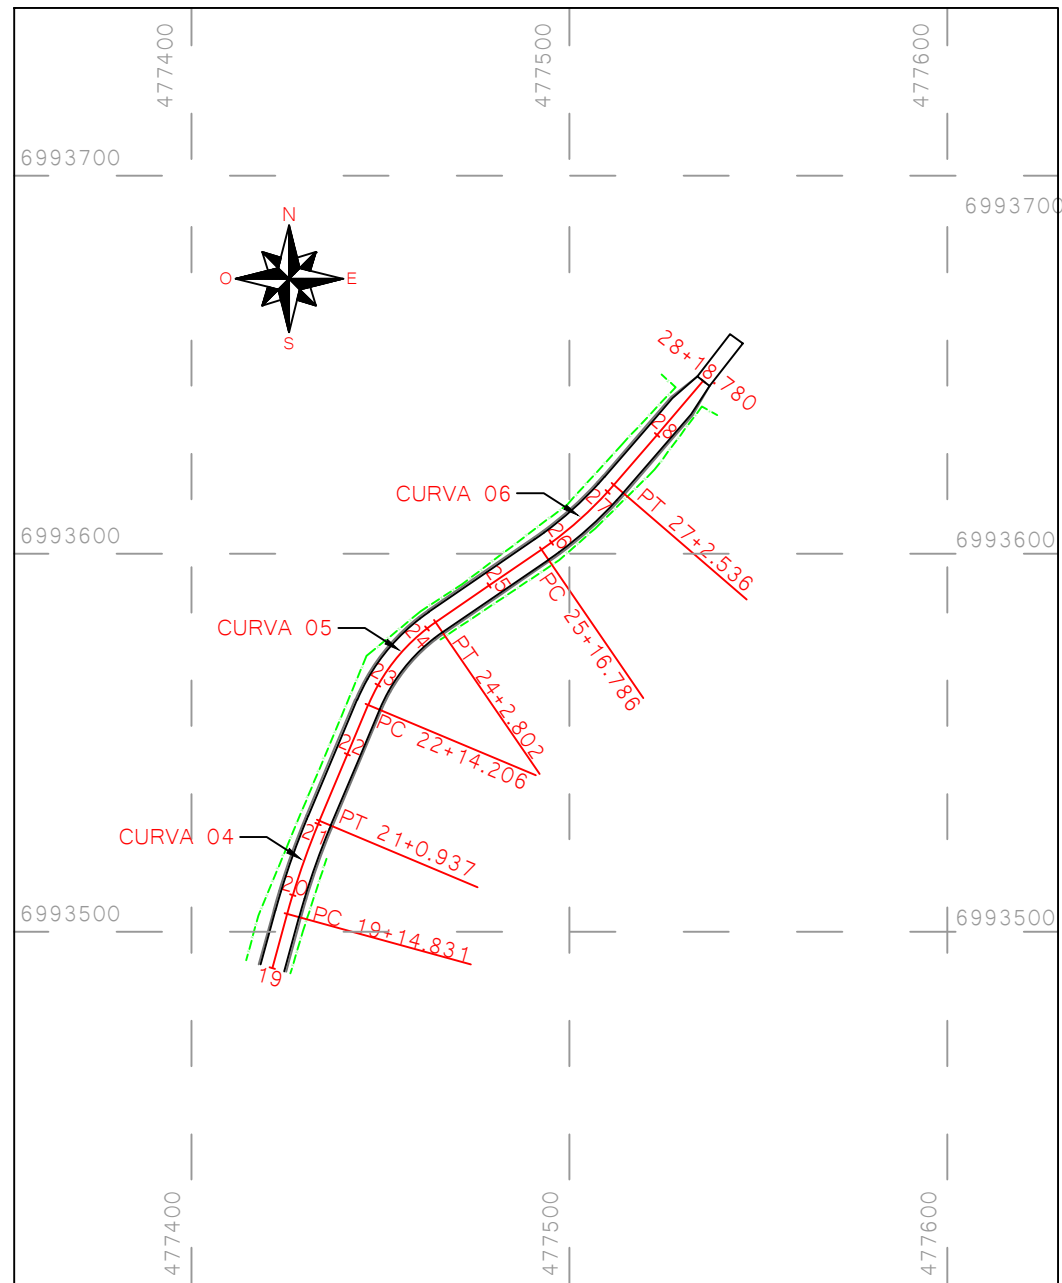 477400
477500
477600
6993700
6993700
N
O
E
S
28+18.780
28
CURVA 06
27
PT 27+2.536
6993600
26
6993600
25
PC 25+16.786
CURVA 05
24
PT 24+2.802
23
PC 22+14.206
22
CURVA 04
21
PT 21+0.937
20
6993500
PC 19+14.831
6993500
19
477400
477500
477600